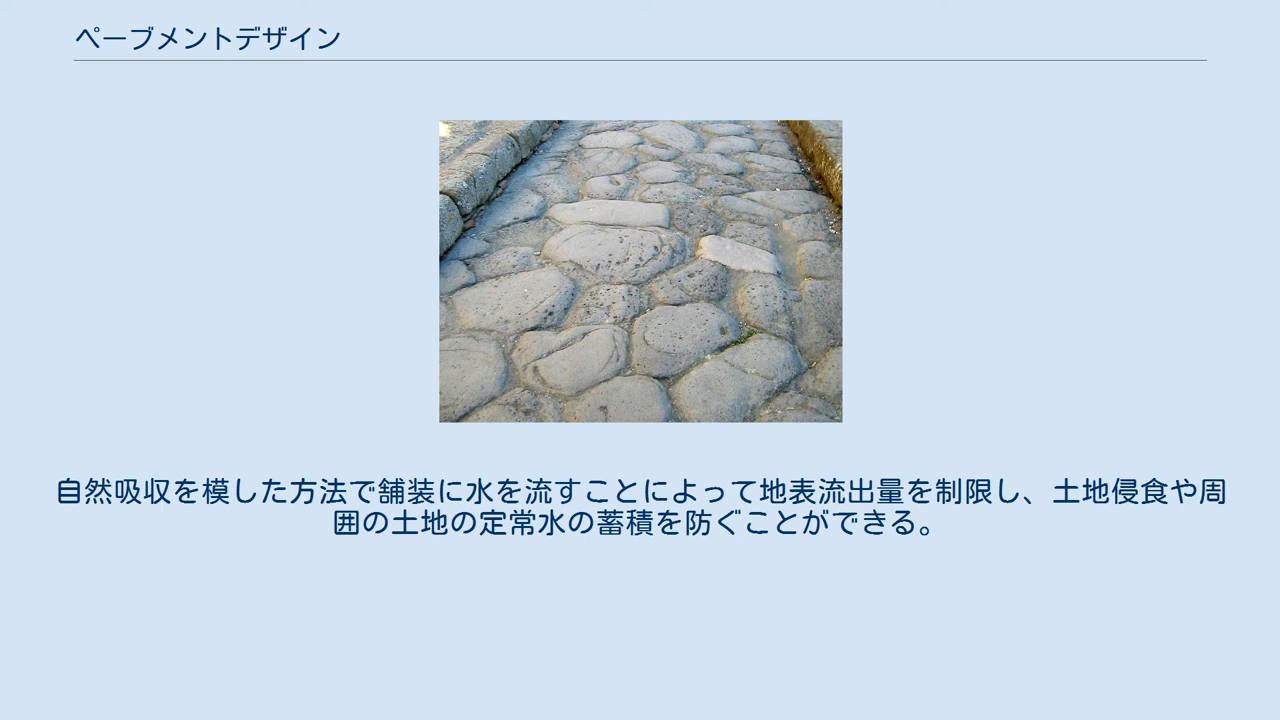 ペーブメントデザイン
自然吸収を模した方法で舗装に水を流すことによって地表流出量を制限し、土地侵食や周
囲の土地の定常水の蓄積を防ぐことができる。